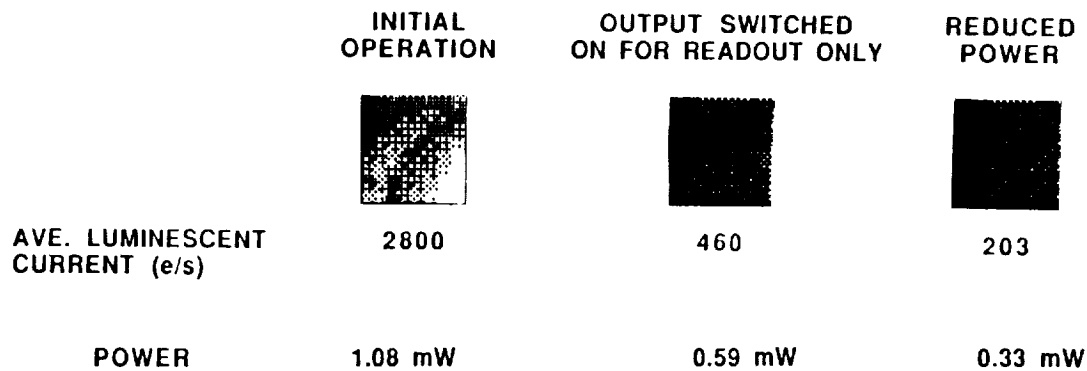 INITIAL OPERATION
OUTPUT SWITCHED ON FOR READOUT ONLY
REDUCED POWER
AVE. LUMINESCENT CURRENT (e/s)
2800
460
203
POWER
1.08 mW
0.59 mW
0.33 mW